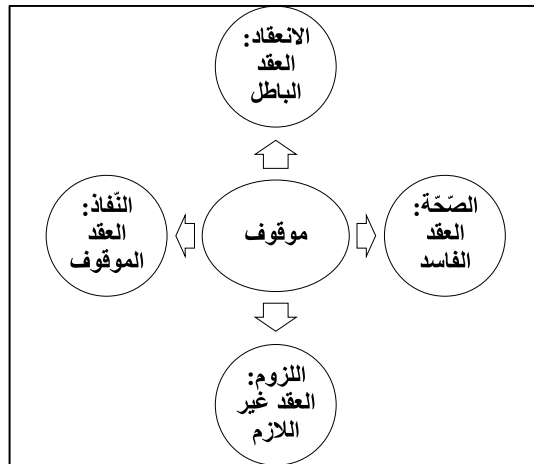 الانعقاد:
العقد
الباطل
الصّحّة:
العقد
الفاسد
موقوف
النّفاذ:
العقد
الموقوف
اللزوم:
العقد غير
اللازم